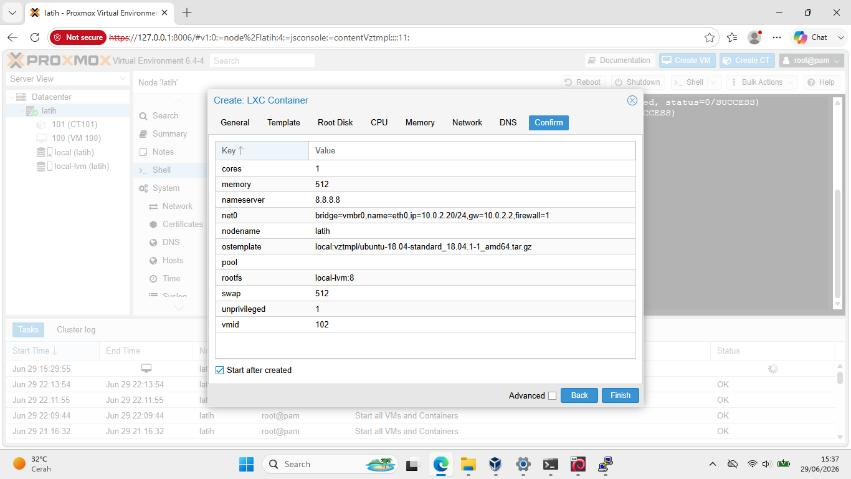 latih - Proxmox Virtual Environmen
Not secure https://127.0.0.1:8006/#v1:0:=node%2Flatih:4:=jsconsole:=contentVztmpl::::11:
Chat
PROXMOX Virtual Environment 6.4-4 Search Documentation Create VM Create CT root@pam
Server View
Node 'latih' Reboot Shutdown Shell Bulk Actions Help
Datacenter
latih
101 (CT101)
100 (VM 100)
local (latih)
local-lvm (latih)
Search
Summary
Notes
Shell
System
Network
Certificates
DNS
Hosts
Time
Syslog
ed, status=0/SUCCESS)
CCESS)
Create: LXC Container
General Template Root Disk CPU Memory Network DNS Confirm
Key Value
cores 1
memory 512
nameserver 8.8.8.8
net0 bridge=vmbr0,name=eth0,ip=10.0.2.20/24,gw=10.0.2.2,firewall=1
nodename latih
ostemplate local:vztmpl/ubuntu-18.04-standard_18.04.1-1_amd64.tar.gz
pool
rootfs local-lvm:8
swap 512
unprivileged 1
vmid 102
Start after created
Advanced Back Finish
Tasks Cluster log
Start Time End Time Status
Jun 29 15:29:55
Jun 29 22:13:54 Jun 29 22:13:54 OK
Jun 29 22:11:55 Jun 29 22:11:55 OK
Jun 29 22:09:44 Jun 29 22:09:44 latih root@pam Start all VMs and Containers OK
Jun 29 21:16:32 Jun 29 21:16:32 latih root@pam Start all VMs and Containers OK
32°C
Cerah
Search
15:37
29/06/2026